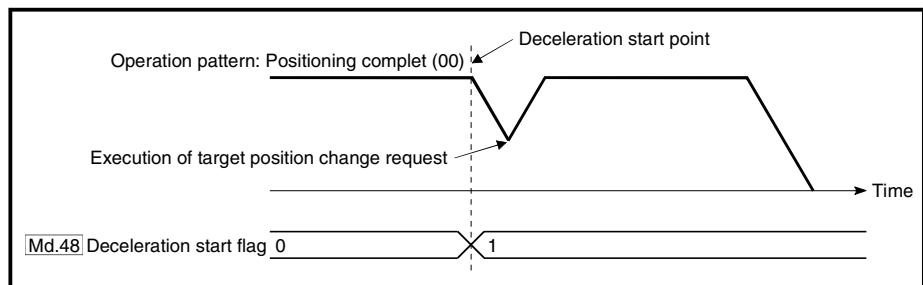 Deceleration start point
Operation pattern: Positioning complet (00)
Execution of target position change request
Time
Md.48 Deceleration start flag 0 1